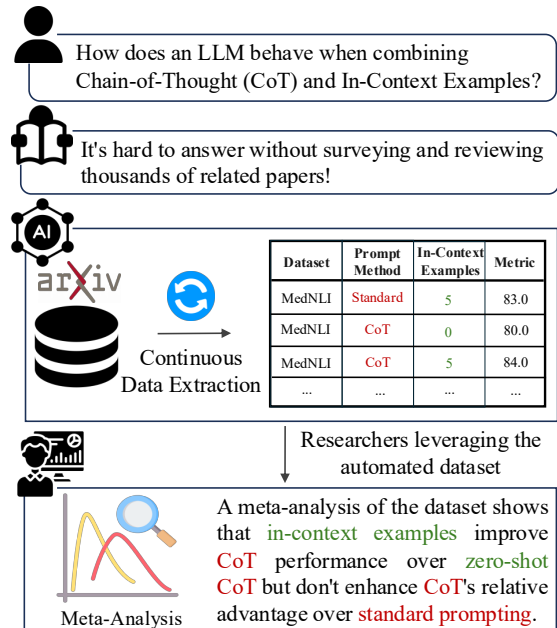 How does an LLM behave when combining
Chain-of-Thought (CoT) and In-Context Examples?
It's hard to answer without surveying and reviewing
thousands of related papers!
AI
arXiv
Continuous
Data Extraction
Dataset Prompt Method In-Context Examples Metric
MedNLI Standard 5 83.0
MedNLI CoT 0 80.0
MedNLI CoT 5 84.0
... ... ... ...
Researchers leveraging the
automated dataset
Meta-Analysis
A meta-analysis of the dataset shows
that in-context examples improve
CoT performance over zero-shot
CoT but don't enhance CoT's relative
advantage over standard prompting.